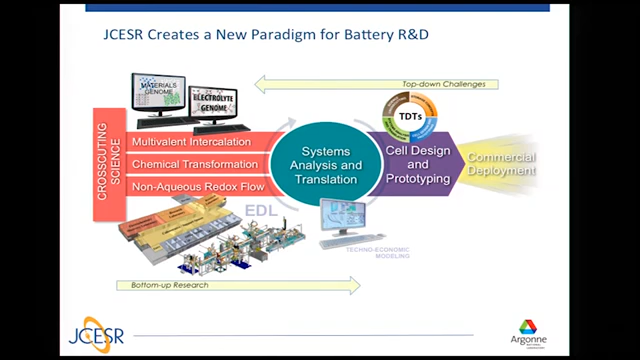 JCESR Creates a New Paradigm for Battery R&D
Top-down Challenges
MATERIALS
GENOME
ELECTROLYTE
GENOME
TDTs
CROSSCUTING
SCIENCE
Multivalent Intercalation
Chemical Transformation
Non-Aqueous Redox Flow
Systems
Analysis and
Translation
Cell Design
and
Prototyping
Commercial
Deployment
EDL
TECHNO-ECONOMIC
MODELING
Bottom-up Research
JCESR
Argonne